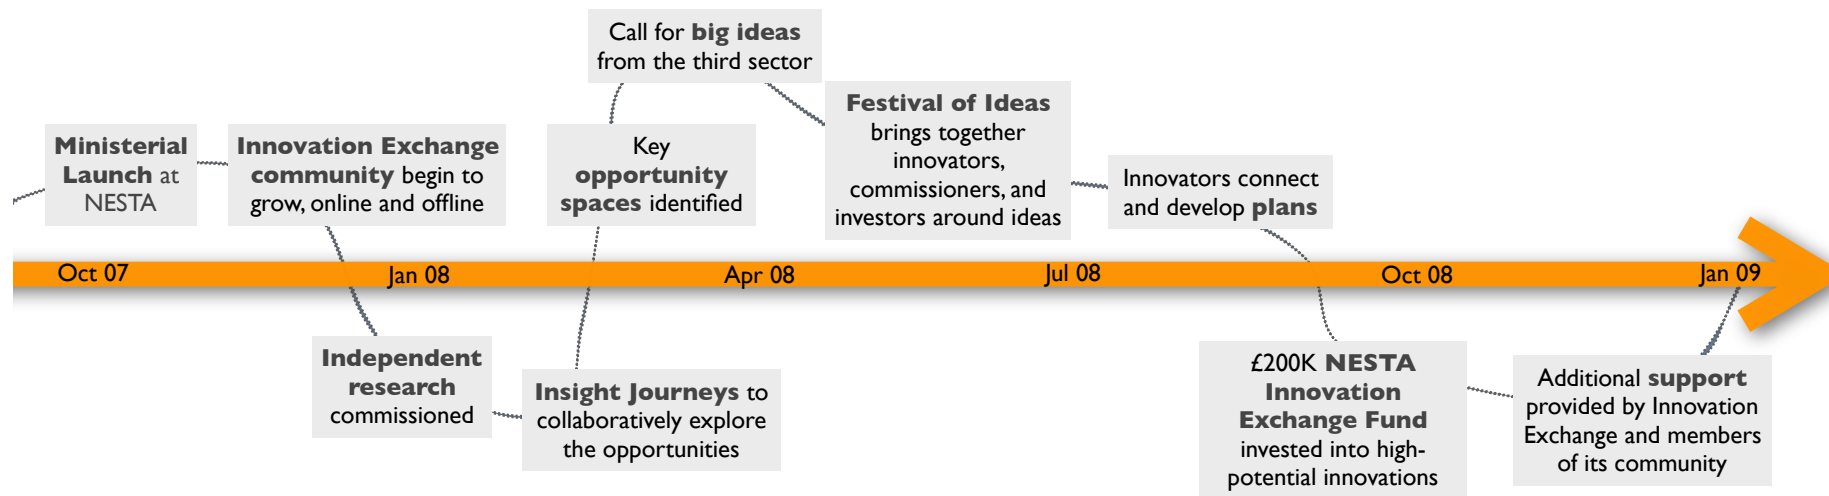 Call for big ideas
from the third sector
Ministerial
Launch at
NESTA
Innovation Exchange
community begin to
grow, online and offline
Key
opportunity
spaces identified
Festival of Ideas
brings together
innovators,
commissioners, and
investors around ideas
Innovators connect
and develop plans
Oct 07
Jan 08
Apr 08
Jul 08
Oct 08
Jan 09
Independent
research
commissioned
Insight Journeys to
collaboratively explore
the opportunities
£200K NESTA
Innovation
Exchange Fund
invested into high-
potential innovations
Additional support
provided by Innovation
Exchange and members
of its community